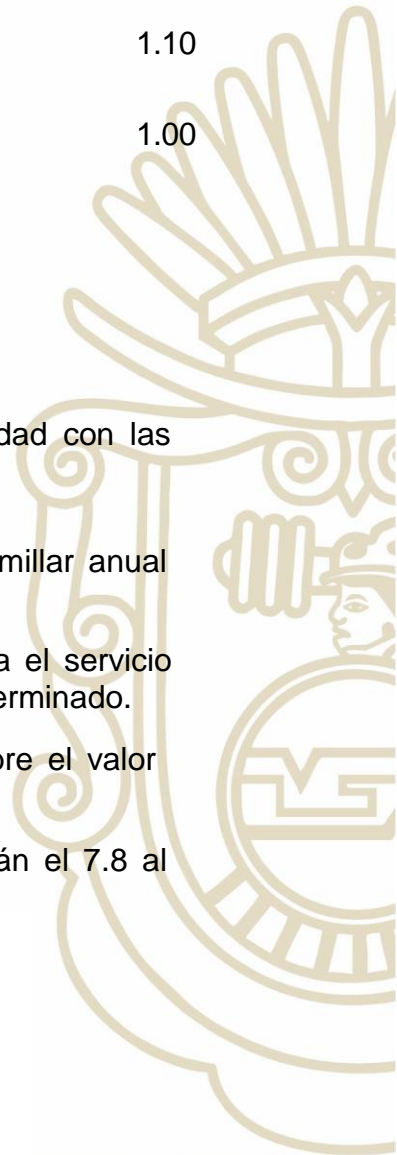 1.10
1.00
dad con las
millar anual
a el servicio
erminado.
bre el valor
án el 7.8 al